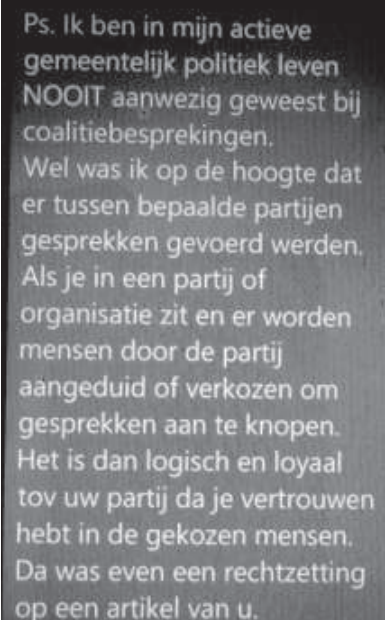 Ps. Ik ben in mijn actieve
gemeentelijk politiek leven
NOOIT aanwezig geweest bij
coalitiebesprekingen.
Wel was ik op de hoogte dat
er tussen bepaalde partijen
gesprekken gevoerd werden.
Als je in een partij of
organisatie zit en er worden
mensen door de partij
aangeduid of verkozen om
gesprekken aan te knopen.
Het is dan logisch en loyaal
tov uw partij da je vertrouwen
hebt in de gekozen mensen.
Da was even een rechtzetting
op een artikel van u.